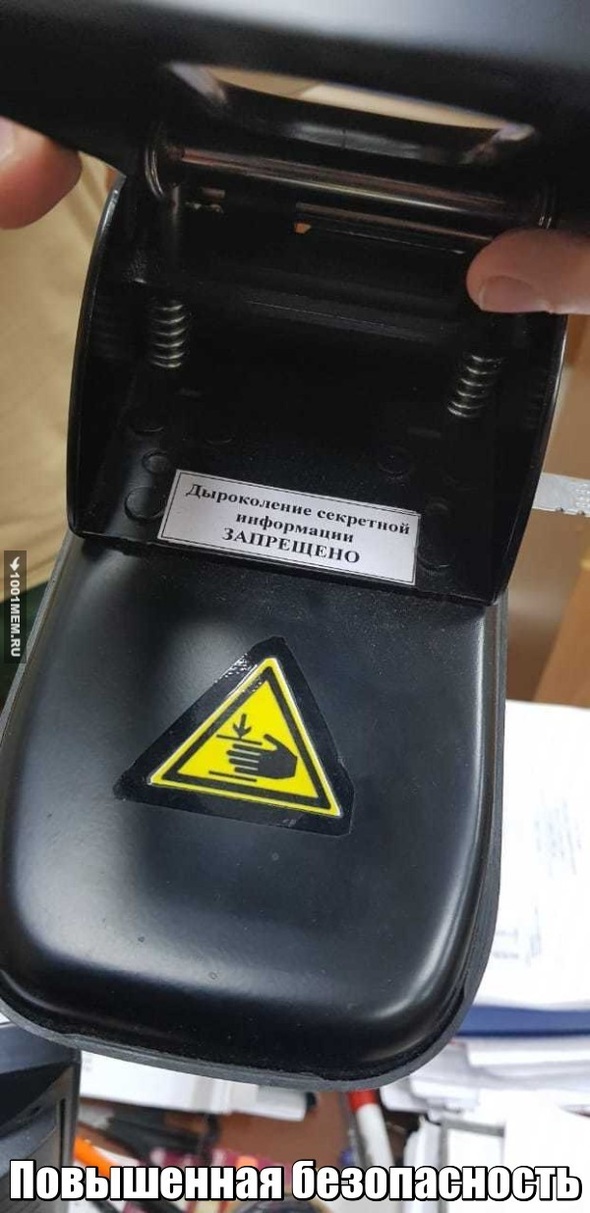 Дыроколение секретной
информации
ЗАПРЕЩЕНО
1001MEM.RU
Повышенная безопасность